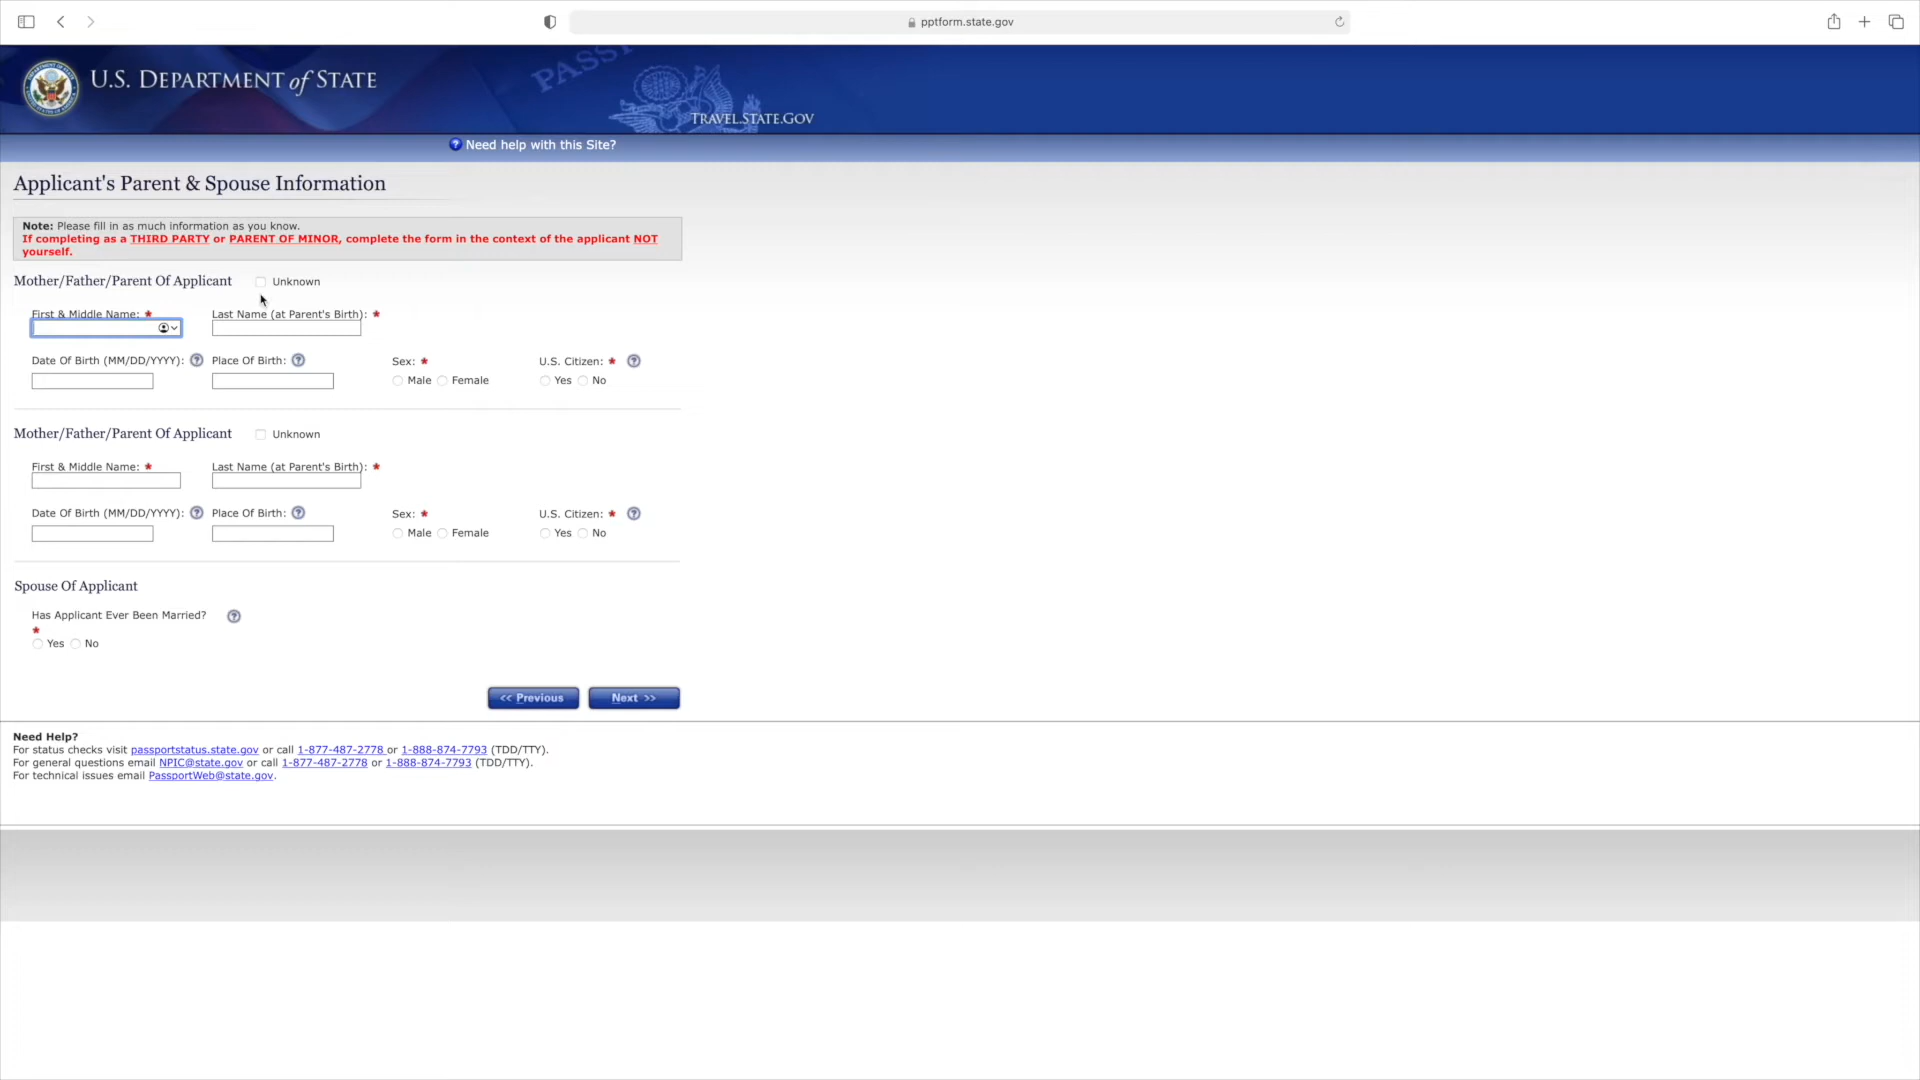 pptform.state.gov
U.S. DEPARTMENT of STATE
PASSP
TRAVEL.STATE.GOV
Need help with this Site?
Applicant's Parent & Spouse Information
Note: Please fill in as much information as you know.
If completing as a THIRD PARTY or PARENT OF MINOR, complete the form in the context of the applicant NOT
yourself.
Mother/Father/Parent Of Applicant Unknown
First & Middle Name: * Last Name (at Parent's Birth): *
Date Of Birth (MM/DD/YYYY): ? Place Of Birth: ? Sex: * U.S. Citizen: * ?
Male Female Yes No
Mother/Father/Parent Of Applicant Unknown
First & Middle Name: * Last Name (at Parent's Birth): *
Date Of Birth (MM/DD/YYYY): ? Place Of Birth: ? Sex: * U.S. Citizen: * ?
Male Female Yes No
Spouse Of Applicant
Has Applicant Ever Been Married? ?
*
Yes No
<< Previous Next >>
Need Help?
For status checks visit passportstatus.state.gov or call 1-877-487-2778 or 1-888-874-7793 (TDD/TTY).
For general questions email NPIC@state.gov or call 1-877-487-2778 or 1-888-874-7793 (TDD/TTY).
For technical issues email PassportWeb@state.gov.